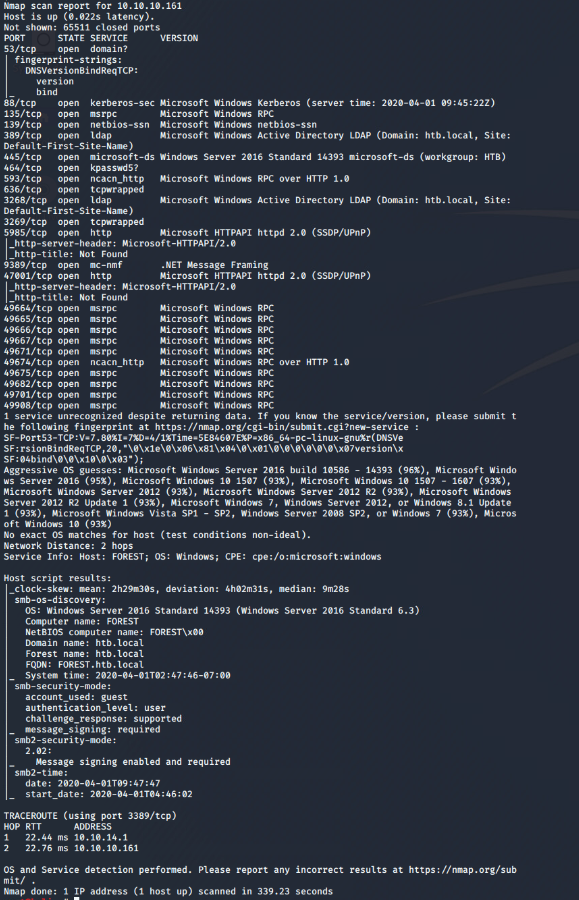 Nmap scan report for 10.10.10.161
Host is up (0.022s latency).
Not shown: 65511 closed ports
PORT STATE SERVICE VERSION
53/tcp open domain?
| fingerprint-strings:
| DNSVersionBindReqTCP:
| version
|_ bind
88/tcp open kerberos-sec Microsoft Windows Kerberos (server time: 2020-04-01 09:45:22Z)
135/tcp open msrpc Microsoft Windows RPC
139/tcp open netbios-ssn Microsoft Windows netbios-ssn
389/tcp open ldap Microsoft Windows Active Directory LDAP (Domain: htb.local, Site:
Default-First-Site-Name)
445/tcp open microsoft-ds Windows Server 2016 Standard 14393 microsoft-ds (workgroup: HTB)
464/tcp open kpasswd5?
593/tcp open ncacn_http Microsoft Windows RPC over HTTP 1.0
636/tcp open tcpwrapped
3268/tcp open ldap Microsoft Windows Active Directory LDAP (Domain: htb.local, Site:
Default-First-Site-Name)
3269/tcp open tcpwrapped
5985/tcp open http Microsoft HTTPAPI httpd 2.0 (SSDP/UPnP)
|_http-server-header: Microsoft-HTTPAPI/2.0
|_http-title: Not Found
9389/tcp open mc-nmf .NET Message Framing
47001/tcp open http Microsoft HTTPAPI httpd 2.0 (SSDP/UPnP)
|_http-server-header: Microsoft-HTTPAPI/2.0
|_http-title: Not Found
49664/tcp open msrpc Microsoft Windows RPC
49665/tcp open msrpc Microsoft Windows RPC
49666/tcp open msrpc Microsoft Windows RPC
49667/tcp open msrpc Microsoft Windows RPC
49671/tcp open msrpc Microsoft Windows RPC
49674/tcp open ncacn_http Microsoft Windows RPC over HTTP 1.0
49675/tcp open msrpc Microsoft Windows RPC
49682/tcp open msrpc Microsoft Windows RPC
49701/tcp open msrpc Microsoft Windows RPC
49908/tcp open msrpc Microsoft Windows RPC
1 service unrecognized despite returning data. If you know the service/version, please submit t
he following fingerprint at https://nmap.org/cgi-bin/submit.cgi?new-service :
SF-Port53-TCP:V=7.80%I=7%D=4/1%Time=5E84607E%P=x86_64-pc-linux-gnu%r(DNSVe
SF:rsionBindReqTCP,20,"\0\x1e\0\x06\x81\x04\0\x01\0\0\0\0\0\0\x07version\x
SF:04bind\0\0\x10\0\x03");
Aggressive OS guesses: Microsoft Windows Server 2016 build 10586 - 14393 (96%), Microsoft Windo
ws Server 2016 (95%), Microsoft Windows 10 1507 (93%), Microsoft Windows 10 1507 - 1607 (93%),
Microsoft Windows Server 2012 (93%), Microsoft Windows Server 2012 R2 (93%), Microsoft Windows
Server 2012 R2 Update 1 (93%), Microsoft Windows 7, Windows Server 2012, or Windows 8.1 Update
1 (93%), Microsoft Windows Vista SP1 - SP2, Windows Server 2008 SP2, or Windows 7 (93%), Micros
oft Windows 10 (93%)
No exact OS matches for host (test conditions non-ideal).
Network Distance: 2 hops
Service Info: Host: FOREST; OS: Windows; CPE: cpe:/o:microsoft:windows
Host script results:
|_clock-skew: mean: 2h29m30s, deviation: 4h02m31s, median: 9m28s
| smb-os-discovery:
| OS: Windows Server 2016 Standard 14393 (Windows Server 2016 Standard 6.3)
| Computer name: FOREST
| NetBIOS computer name: FOREST\x00
| Domain name: htb.local
| Forest name: htb.local
| FQDN: FOREST.htb.local
|_ System time: 2020-04-01T02:47:46-07:00
| smb-security-mode:
| account_used: guest
| authentication_level: user
| challenge_response: supported
|_ message_signing: required
| smb2-security-mode:
| 2.02:
|_ Message signing enabled and required
| smb2-time:
| date: 2020-04-01T09:47:47
|_ start_date: 2020-04-01T04:46:02
TRACEROUTE (using port 3389/tcp)
HOP RTT ADDRESS
1 22.44 ms 10.10.14.1
2 22.76 ms 10.10.10.161
OS and Service detection performed. Please report any incorrect results at https://nmap.org/sub
mit/ .
Nmap done: 1 IP address (1 host up) scanned in 339.23 seconds